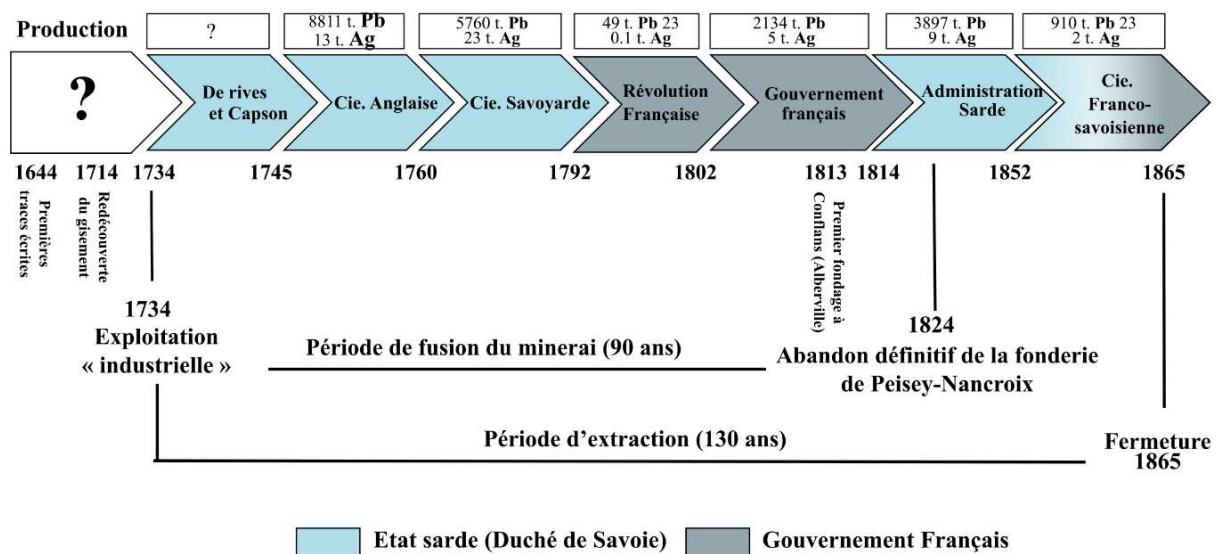 Production
?
8811 t. Pb
13 t. Ag
5760 t. Pb
23 t. Ag
49 t. Pb 23
0.1 t. Ag
2134 t. Pb
5 t. Ag
3897 t. Pb
9 t. Ag
910 t. Pb 23
2 t. Ag
?
De rives
et Capson
Cie. Anglaise
Cie. Savoyarde
Révolution
Française
Gouvernement
français
Administration
Sarde
Cie.
Franco-
savoisienne
1644
1714
1734
1745
1760
1792
1802
1813
1814
1852
1865
Premières
traces écrites
Redécouverte
du gisement
Premier fondage à
Conflans (Alberville)
1734
Exploitation
« industrielle »
Période de fusion du minerai (90 ans)
1824
Abandon définitif de la fonderie
de Peisey-Nancroix
Période d’extraction (130 ans)
Fermeture
1865
Etat sarde (Duché de Savoie)
Gouvernement Français